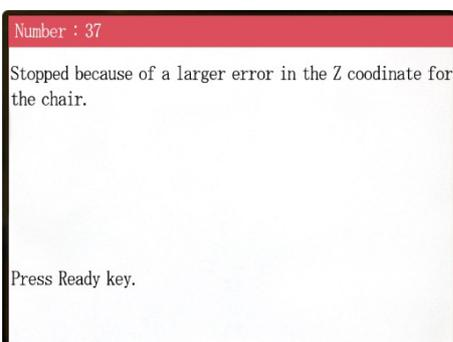 Number : 37
Stopped because of a larger error in the Z coodinate for
the chair.
Press Ready key.